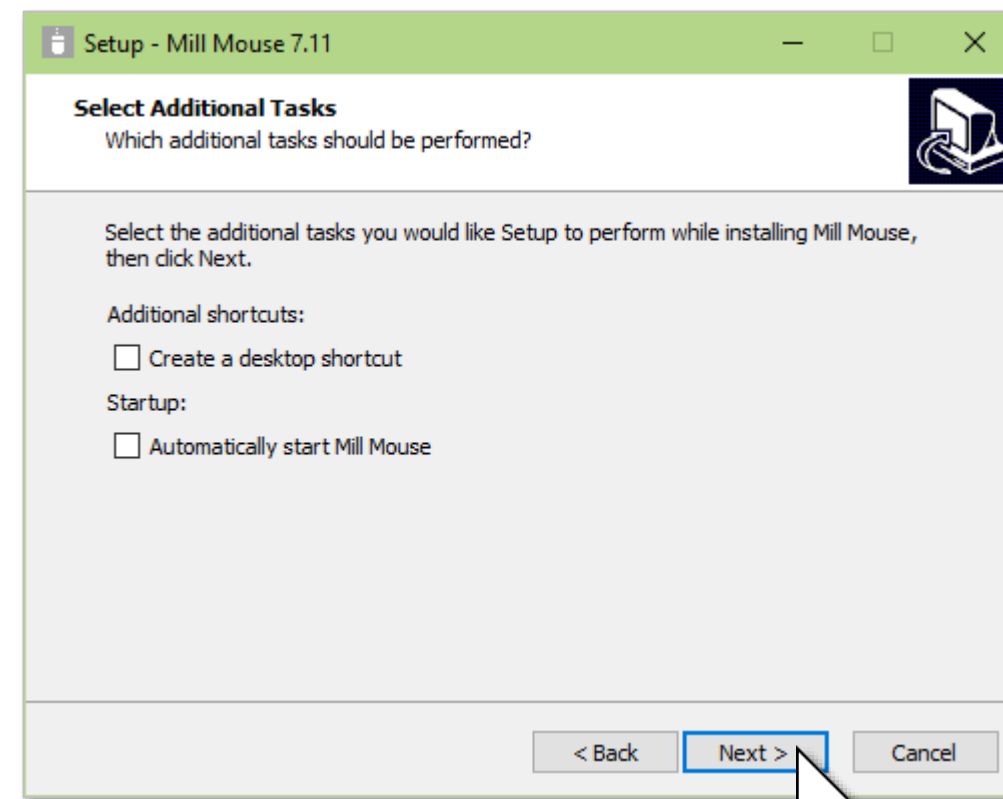 Setup - Mill Mouse 7.11
Select Additional Tasks
Which additional tasks should be performed?
Select the additional tasks you would like Setup to perform while installing Mill Mouse,
then click Next.
Additional shortcuts:
Create a desktop shortcut
Startup:
Automatically start Mill Mouse
< Back Next > Cancel